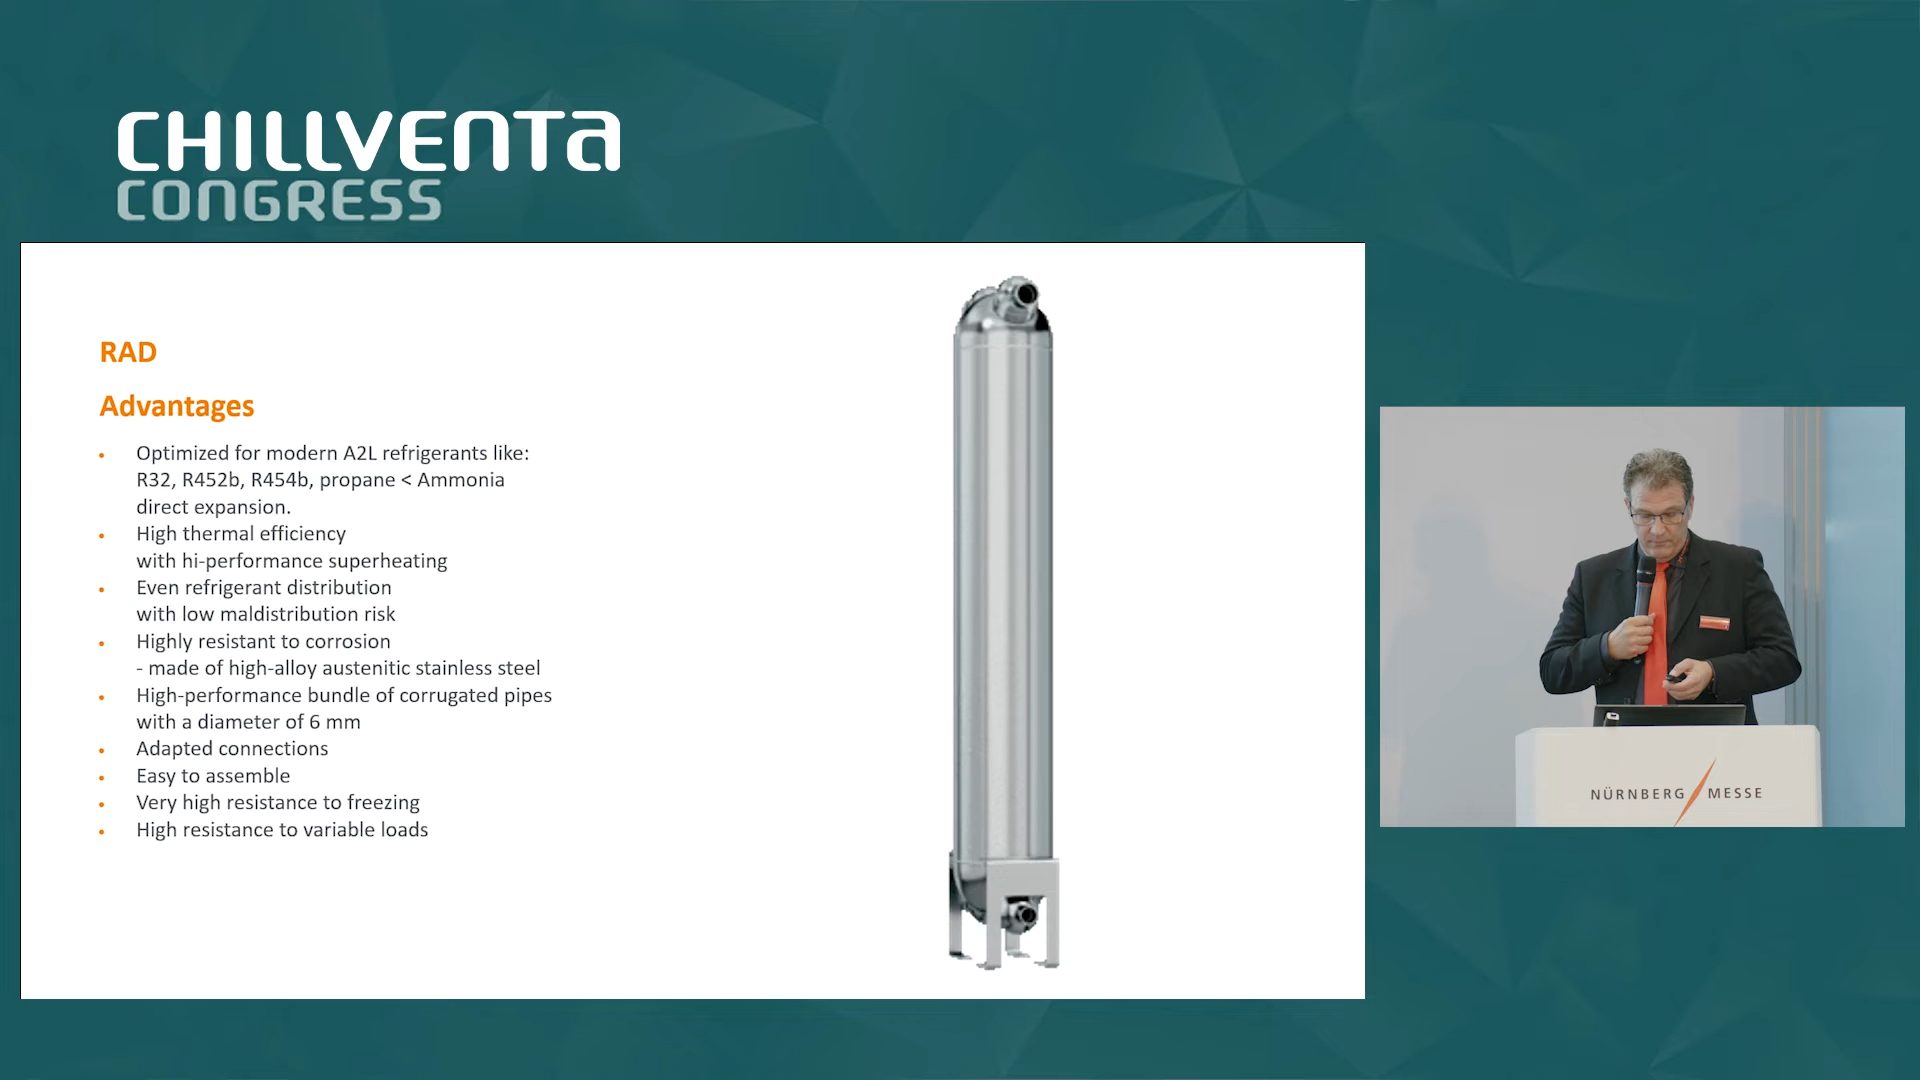 CHILLVENTA
CONGRESS
RAD
Advantages
• Optimized for modern A2L refrigerants like:
R32, R452b, R454b, propane < Ammonia
direct expansion.
• High thermal efficiency
with hi-performance superheating
• Even refrigerant distribution
with low maldistribution risk
• Highly resistant to corrosion
- made of high-alloy austenitic stainless steel
• High-performance bundle of corrugated pipes
with a diameter of 6 mm
• Adapted connections
• Easy to assemble
• Very high resistance to freezing
• High resistance to variable loads
NÜRNBERG MESSE